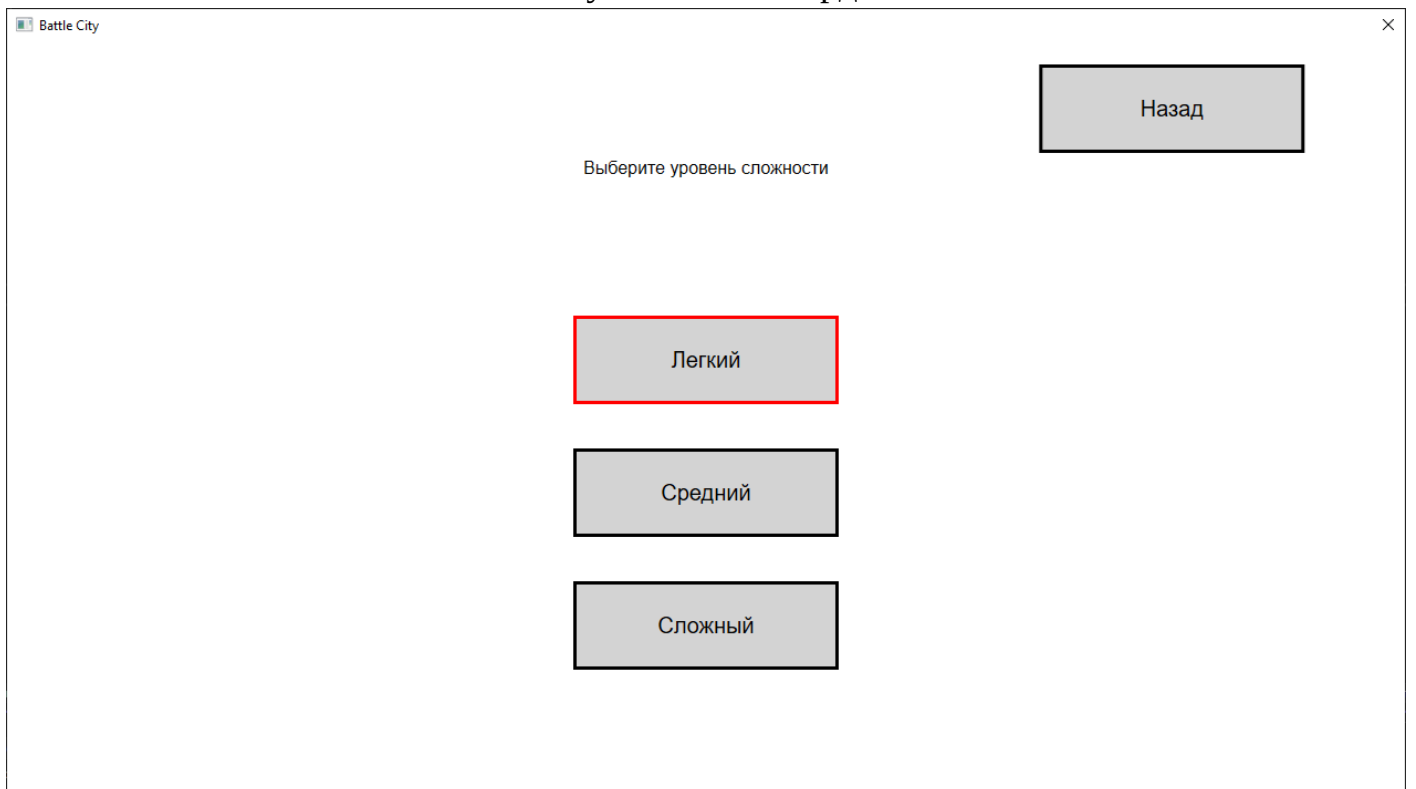 Battle City
Назад
Выберите уровень сложности
Легкий
Средний
Сложный